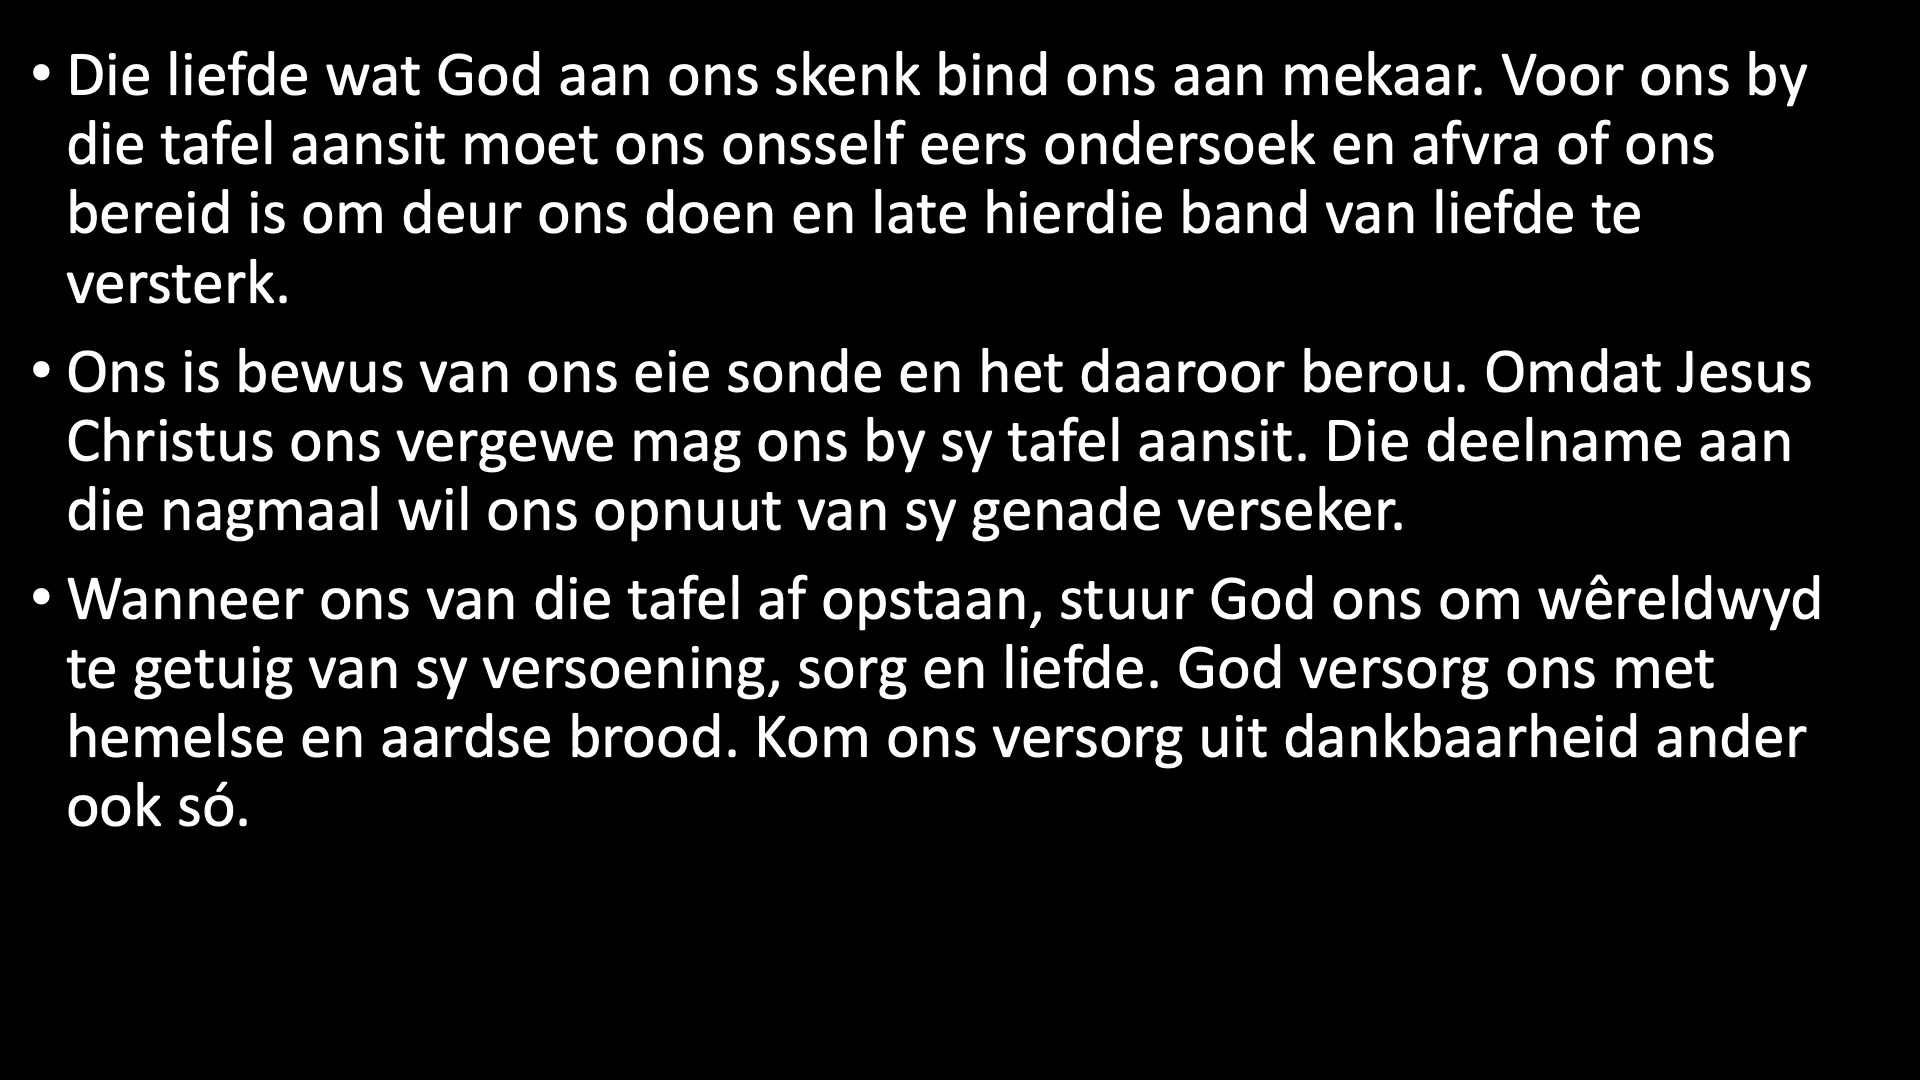 • Die liefde wat God aan ons skenk bind ons aan mekaar. Voor ons by
die tafel aansit moet ons onsself eers ondersoek en afvra of ons
bereid is om deur ons doen en late hierdie band van liefde te
versterk.
• Ons is bewus van ons eie sonde en het daaroor berou. Omdat Jesus
Christus ons vergewe mag ons by sy tafel aansit. Die deelname aan
die nagmaal wil ons opnuut van sy genade verseker.
• Wanneer ons van die tafel af opstaan, stuur God ons om wêreldwyd
te getuig van sy versoening, sorg en liefde. God versorg ons met
hemelse en aardse brood. Kom ons versorg uit dankbaarheid ander
ook só.